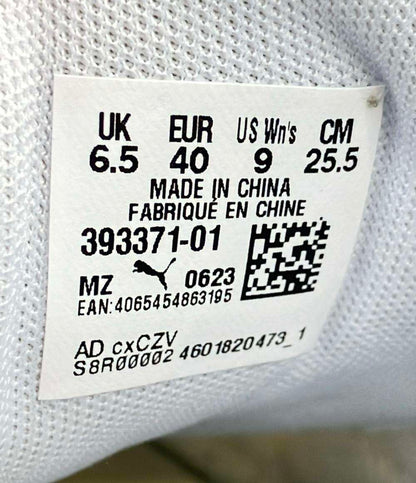 UK EUR US Wn's CM
6.5 40 9 25.5
MADE IN CHINA
FABRIQUÉ EN CHINE
393371-01
MZ 0623
EAN:4065454863195
AD cxCZV
S8R00002 4601820473_1